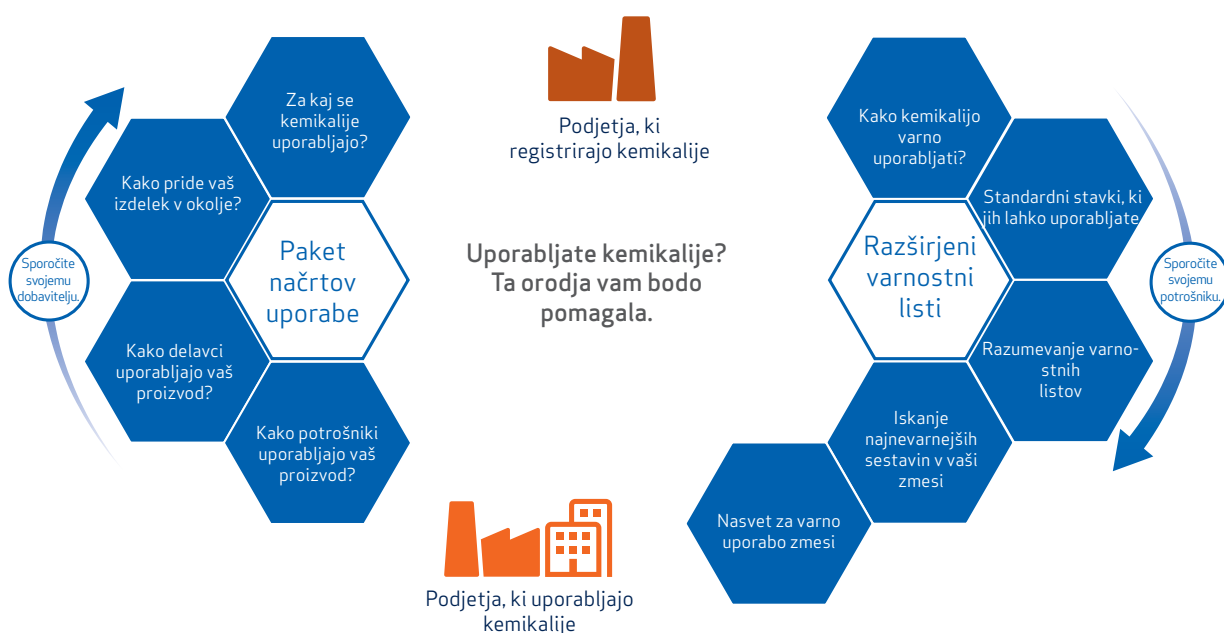 Za kaj se
kemikalije
uporabljajo?
Kako pride vaš
izdelek v okolje?
Paket
načrtov
uporabe
Sporočite
svojemu
dobavitelju.
Kako delavci
uporabljajo vaš
proizvod?
Kako potrošniki
uporabljajo vaš
proizvod?
Podjetja, ki
registrirajo kemikalije
Uporabljate kemikalije?
Ta orodja vam bodo
pomagala.
Podjetja, ki uporabljajo
kemikalije
Kako kemikalijo
varno
uporabljati?
Standardni stavki, ki
jih lahko uporabljate
Razširjeni
varnostni
listi
Sporočite
svojemu
potrošniku.
Razumevanje varno-
stnih
listov
Iskanje
najnevarnejših
sestavin v vaši
zmesi
Nasvet za varno
uporabo zmesi